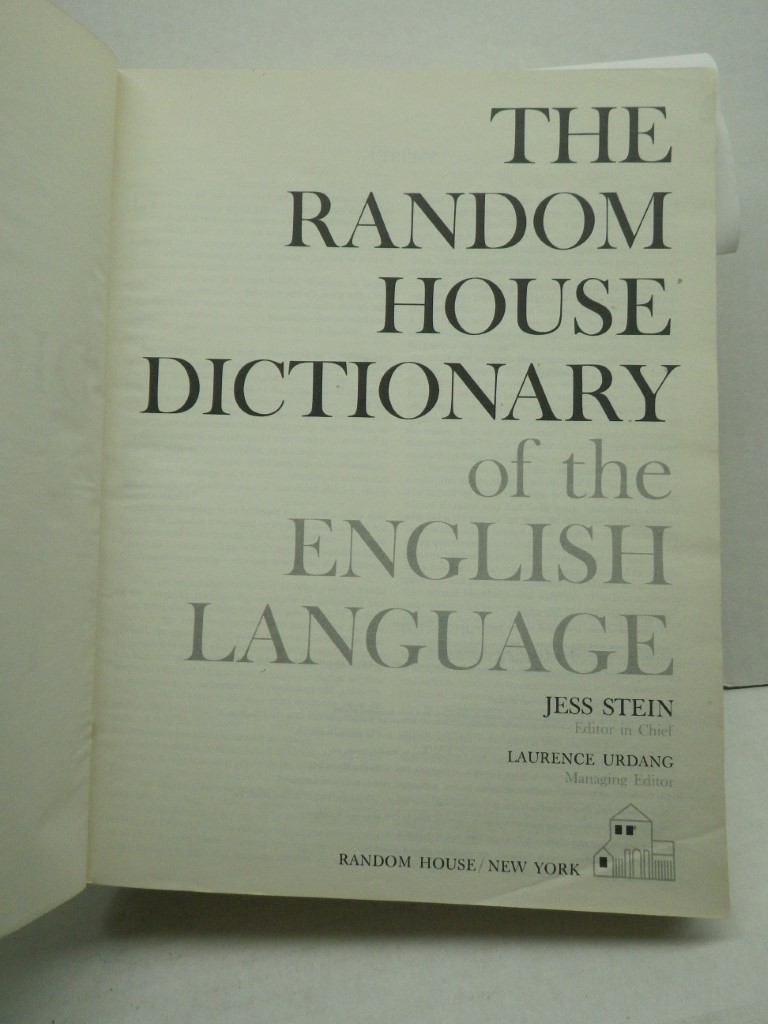 THE
RANDOM
HOUSE
DICTIONARY
of the
ENGLISH
LANGUAGE
JESS STEIN
Editor in Chief
LAURENCE URDANG
Managing Editor
RANDOM HOUSE/NEW YORK